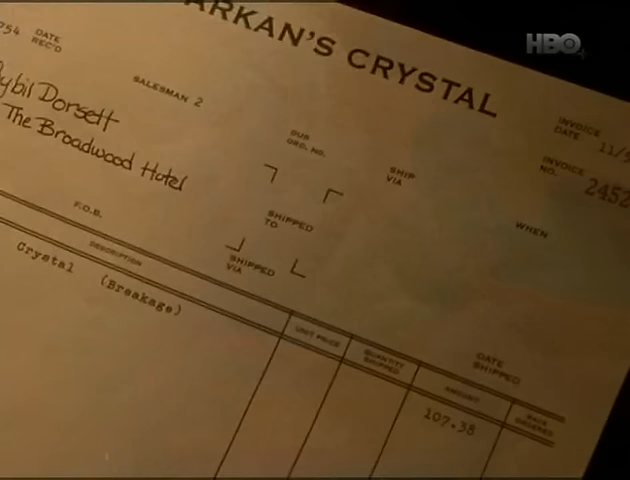 HBO
ARKAN'S CRYSTAL
DATE
REC'D
SALESMAN 2
INVOICE
DATE
INVOICE
NO.
Dorsett
The Broadwood Hotel
OUR
ORD. NO.
SHIP
VIA
WHEN
F.O.B.
SHIPPED
TO
SHIPPED
VIA
DESCRIPTION
UNIT PRICE
QUANTITY
SHIPPED
DATE
SHIPPED
AMOUNT
ORDERED
Crystal (Breakage)
107.38